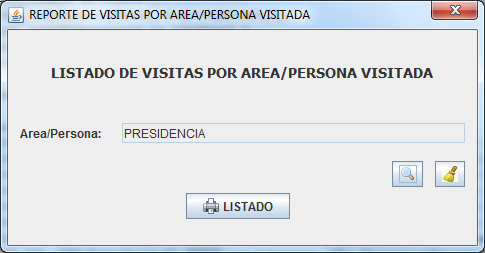 REPORTE DE VISITAS POR AREA/PERSONA VISITADA
LISTADO DE VISITAS POR AREA/PERSONA VISITADA
Area/Persona: PRESIDENCIA
LISTADO